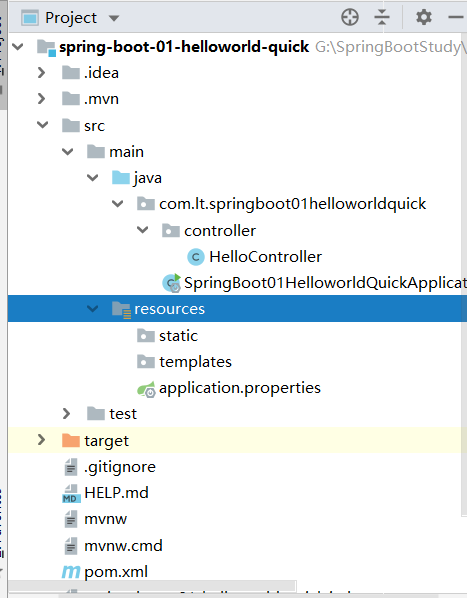 Project
spring-boot-01-helloworld-quick G:\SpringBootStudy\
.idea
.mvn
src
main
java
com.lt.springboot01helloworldquick
controller
C HelloController
SpringBoot01HelloworldQuickApplicat
resources
static
templates
application.properties
test
target
.gitignore
MD HELP.md
mvnw
mvnw.cmd
m pom.xml